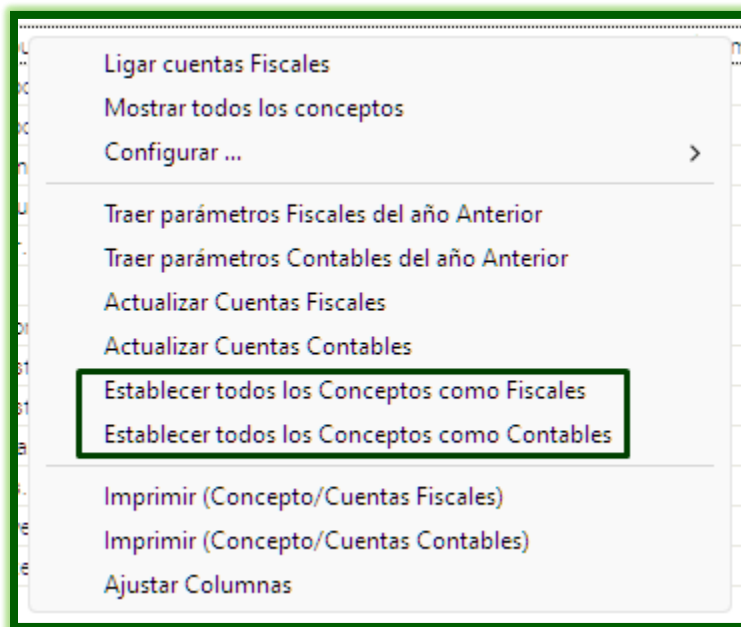 Ligar cuentas Fiscales
Mostrar todos los conceptos
Configurar ...
Traer parámetros Fiscales del año Anterior
Traer parámetros Contables del año Anterior
Actualizar Cuentas Fiscales
Actualizar Cuentas Contables
Establecer todos los Conceptos como Fiscales
Establecer todos los Conceptos como Contables
Imprimir (Concepto/Cuentas Fiscales)
Imprimir (Concepto/Cuentas Contables)
Ajustar Columnas